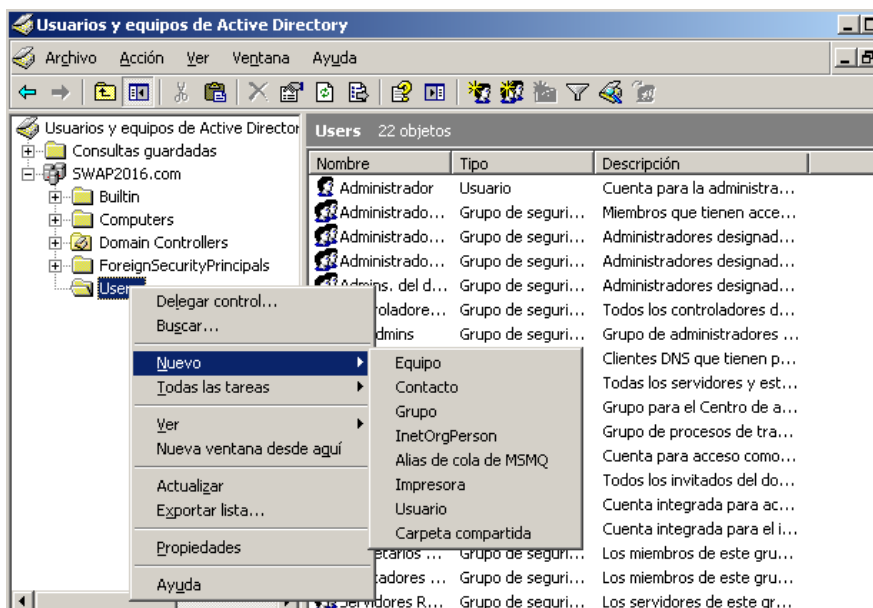 Usuarios y equipos de Active Directory
Archivo Acción Ver Ventana Ayuda
Usuarios y equipos de Active Director
Users 22 objetos
Consultas guardadas
SWAP2016.com
Builtin
Computers
Domain Controllers
ForeignSecurityPrincipals
Users
Nombre Tipo Descripción
Administrador Usuario Cuenta para la administra...
Administrado... Grupo de seguri... Miembros que tienen acce...
Administrado... Grupo de seguri... Administradores designad...
Administrado... Grupo de seguri... Administradores designad...
Admins. del d... Grupo de seguri... Administradores designad...
roladore... Grupo de seguri... Todos los controladores d...
dmins Grupo de seguri... Grupo de administradores ...
Clientes DNS que tienen p...
Todas los servidores y est...
Grupo para el Centro de a...
Grupo de procesos de tra...
Cuenta para acceso como...
Todos los invitados del do...
Cuenta integrada para ac...
Cuenta integrada para el i...
etarios ... Grupo de seguri... Los miembros de este gru...
tadores ... Grupo de seguri... Los miembros de este gru...
Servidores R... Grupo de seguri... Los servidores de este gr...
Delegar control...
Buscar...
Nuevo
Todas las tareas
Ver
Nueva ventana desde aquí
Actualizar
Exportar lista...
Propiedades
Ayuda
Equipo
Contacto
Grupo
InetOrgPerson
Alias de cola de MSMQ
Impresora
Usuario
Carpeta compartida